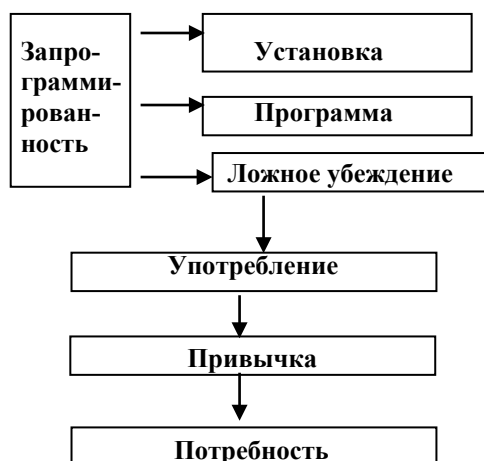 Запро-
граммиро-
ван-
ность
Установка
Программа
Ложное убеждение
Употребление
Привычка
Потребность